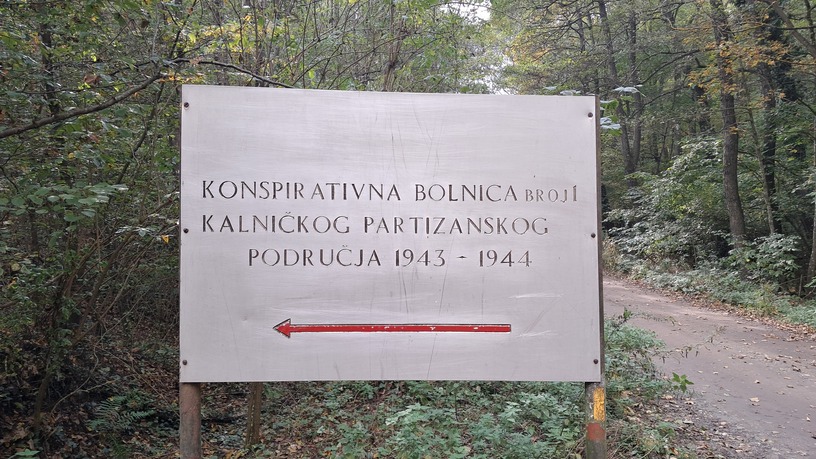 KONSPIRATIVNA BOLNICA BROJ 1
KALNIČKOG PARTIZANSKOG
PODRUČJA 1943 - 1944